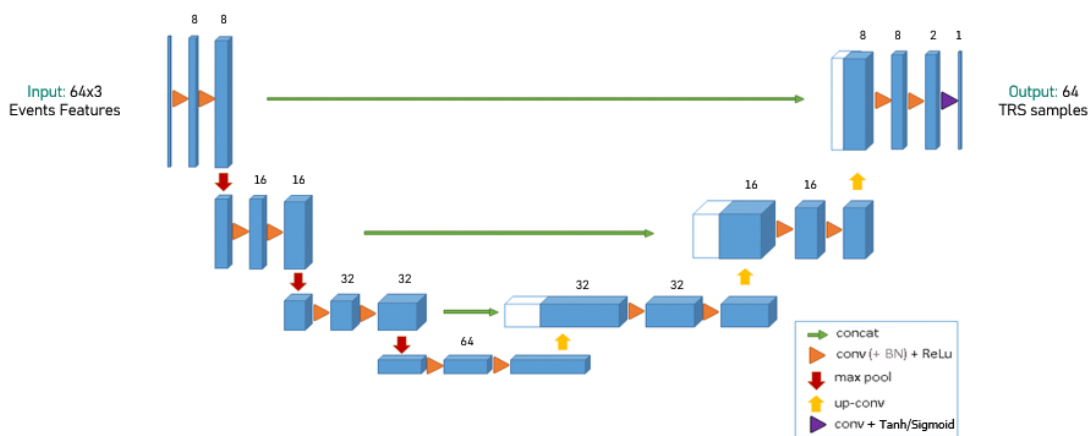 8 8
8 8 2 1
Input: 64x3
Events Features
Output: 64
TRS samples
16 16
16 16
32 32
32 32
64
concat
conv (+ BN) + ReLu
max pool
up-conv
conv + Tanh/Sigmoid